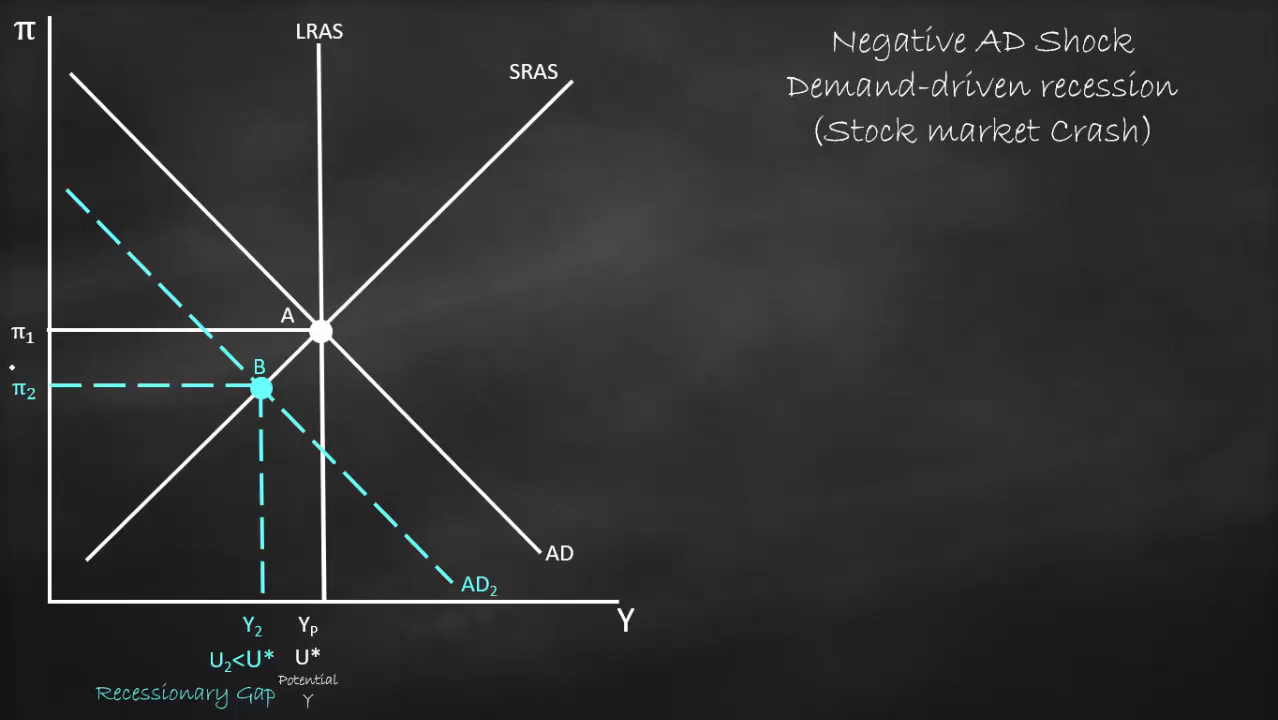 π
LRAS
SRAS
Negative AD Shock
Demand-driven recession
(Stock market Crash)
A
π₁
B
π₂
AD
AD₂
Y
Y₂ Yₚ
U₂<U* U*
Recessionary Gap
Potential
Y